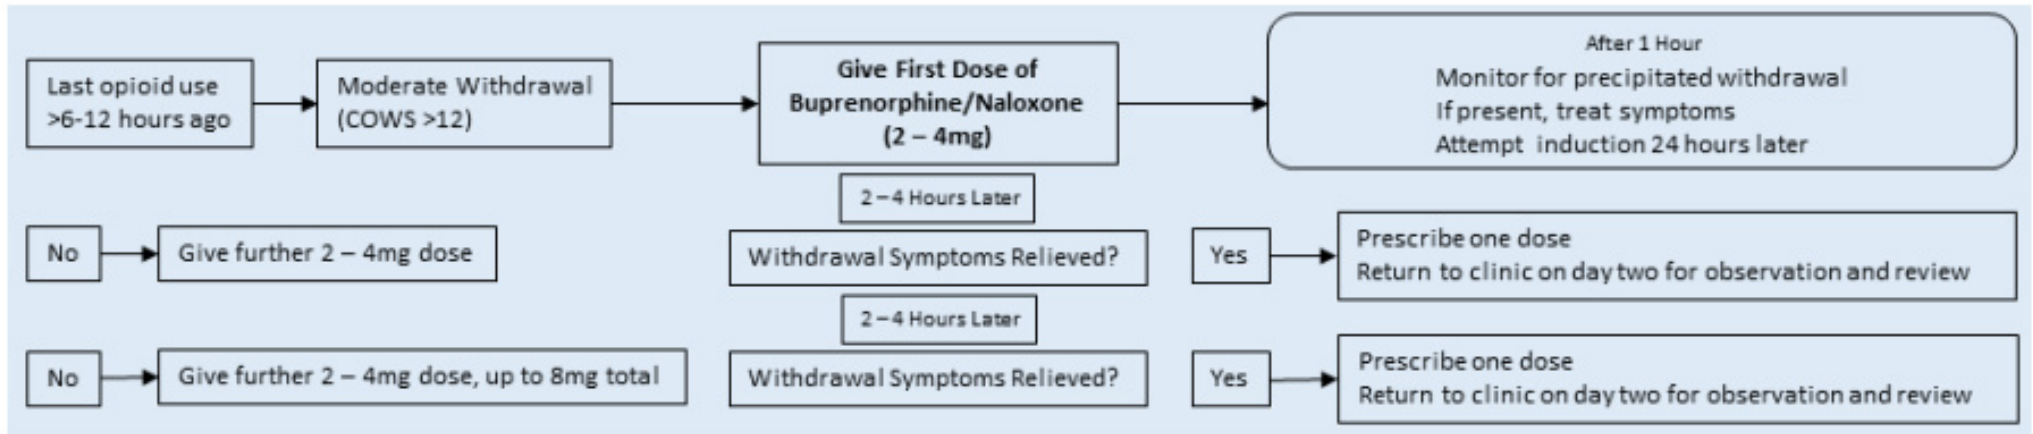 Last opioid use
>6-12 hours ago
Moderate Withdrawal
(COWS >12)
Give First Dose of
Buprenorphine/Naloxone
(2 – 4mg)
After 1 Hour
Monitor for precipitated withdrawal
If present, treat symptoms
Attempt induction 24 hours later
2 – 4 Hours Later
No
Give further 2 – 4mg dose
Withdrawal Symptoms Relieved?
Yes
Prescribe one dose
Return to clinic on day two for observation and review
2 – 4 Hours Later
No
Give further 2 – 4mg dose, up to 8mg total
Withdrawal Symptoms Relieved?
Yes
Prescribe one dose
Return to clinic on day two for observation and review